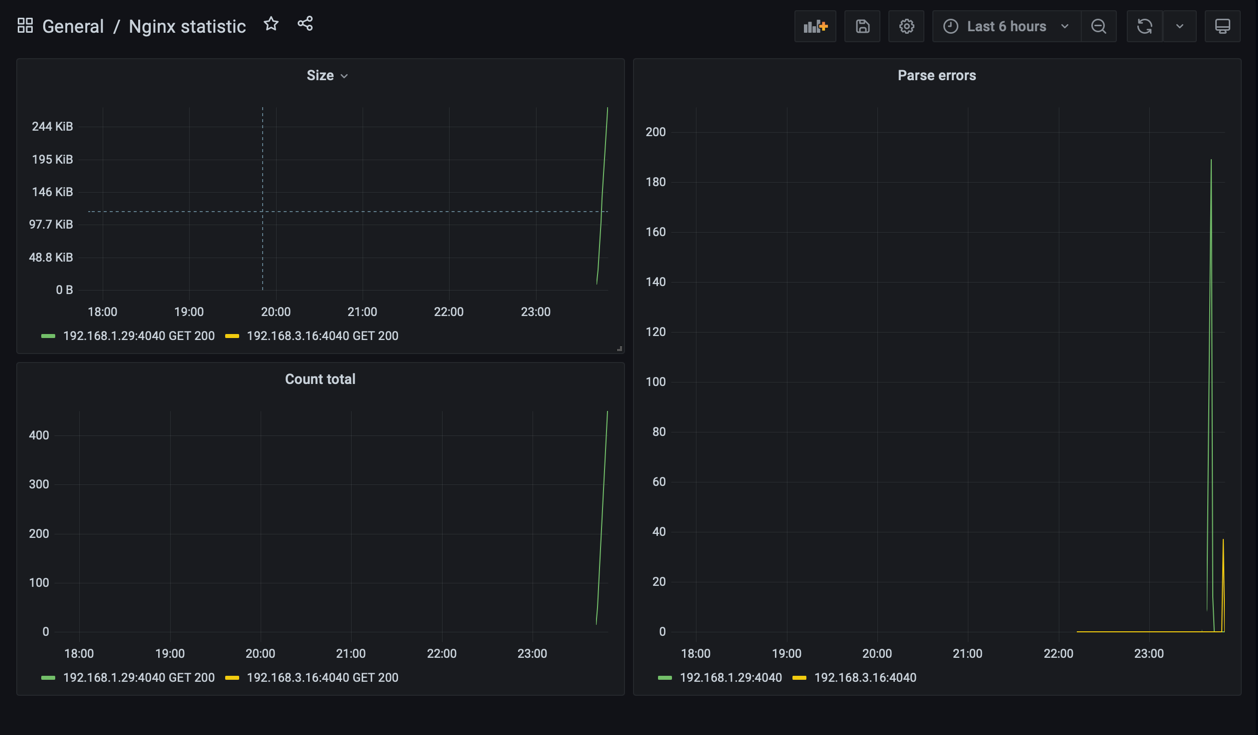 General / Nginx statistic
Last 6 hours
Size
244 KiB
195 KiB
146 KiB
97.7 KiB
48.8 KiB
0 B
18:00 19:00 20:00 21:00 22:00 23:00
192.168.1.29:4040 GET 200 192.168.3.16:4040 GET 200
Count total
400
300
200
100
0
18:00 19:00 20:00 21:00 22:00 23:00
192.168.1.29:4040 GET 200 192.168.3.16:4040 GET 200
Parse errors
200
180
160
140
120
100
80
60
40
20
0
18:00 19:00 20:00 21:00 22:00 23:00
192.168.1.29:4040 192.168.3.16:4040